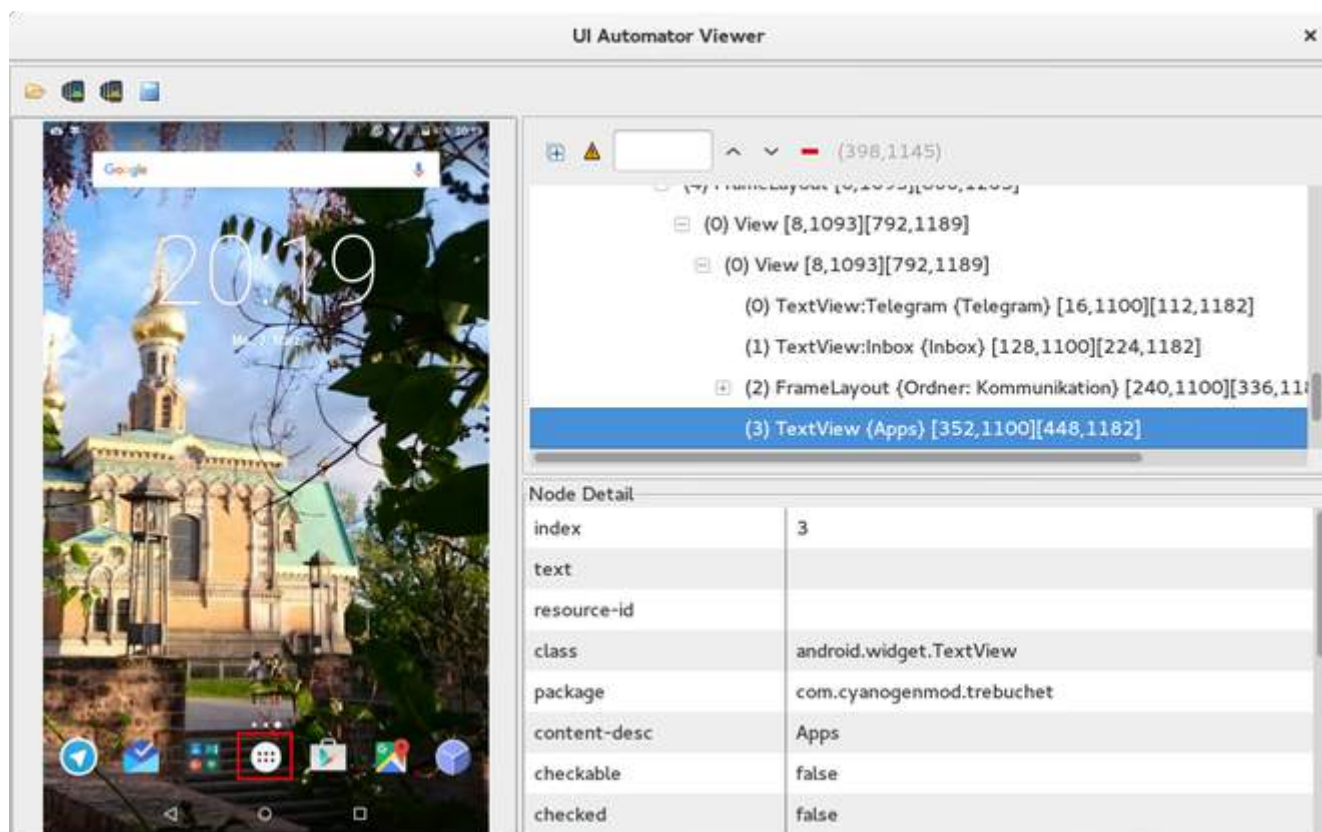 UI Automator Viewer
Google
20:19
(398,1145)
(4) FrameLayout
(0) View [8,1093][792,1189]
(0) View [8,1093][792,1189]
(0) TextView:Telegram {Telegram} [16,1100][112,1182]
(1) TextView:Inbox {Inbox} [128,1100][224,1182]
(2) FrameLayout {Ordner: Kommunikation} [240,1100][336,118
(3) TextView {Apps} [352,1100][448,1182]
Node Detail
index 3
text
resource-id
class android.widget.TextView
package com.cyanogenmod.trebuchet
content-desc Apps
checkable false
checked false